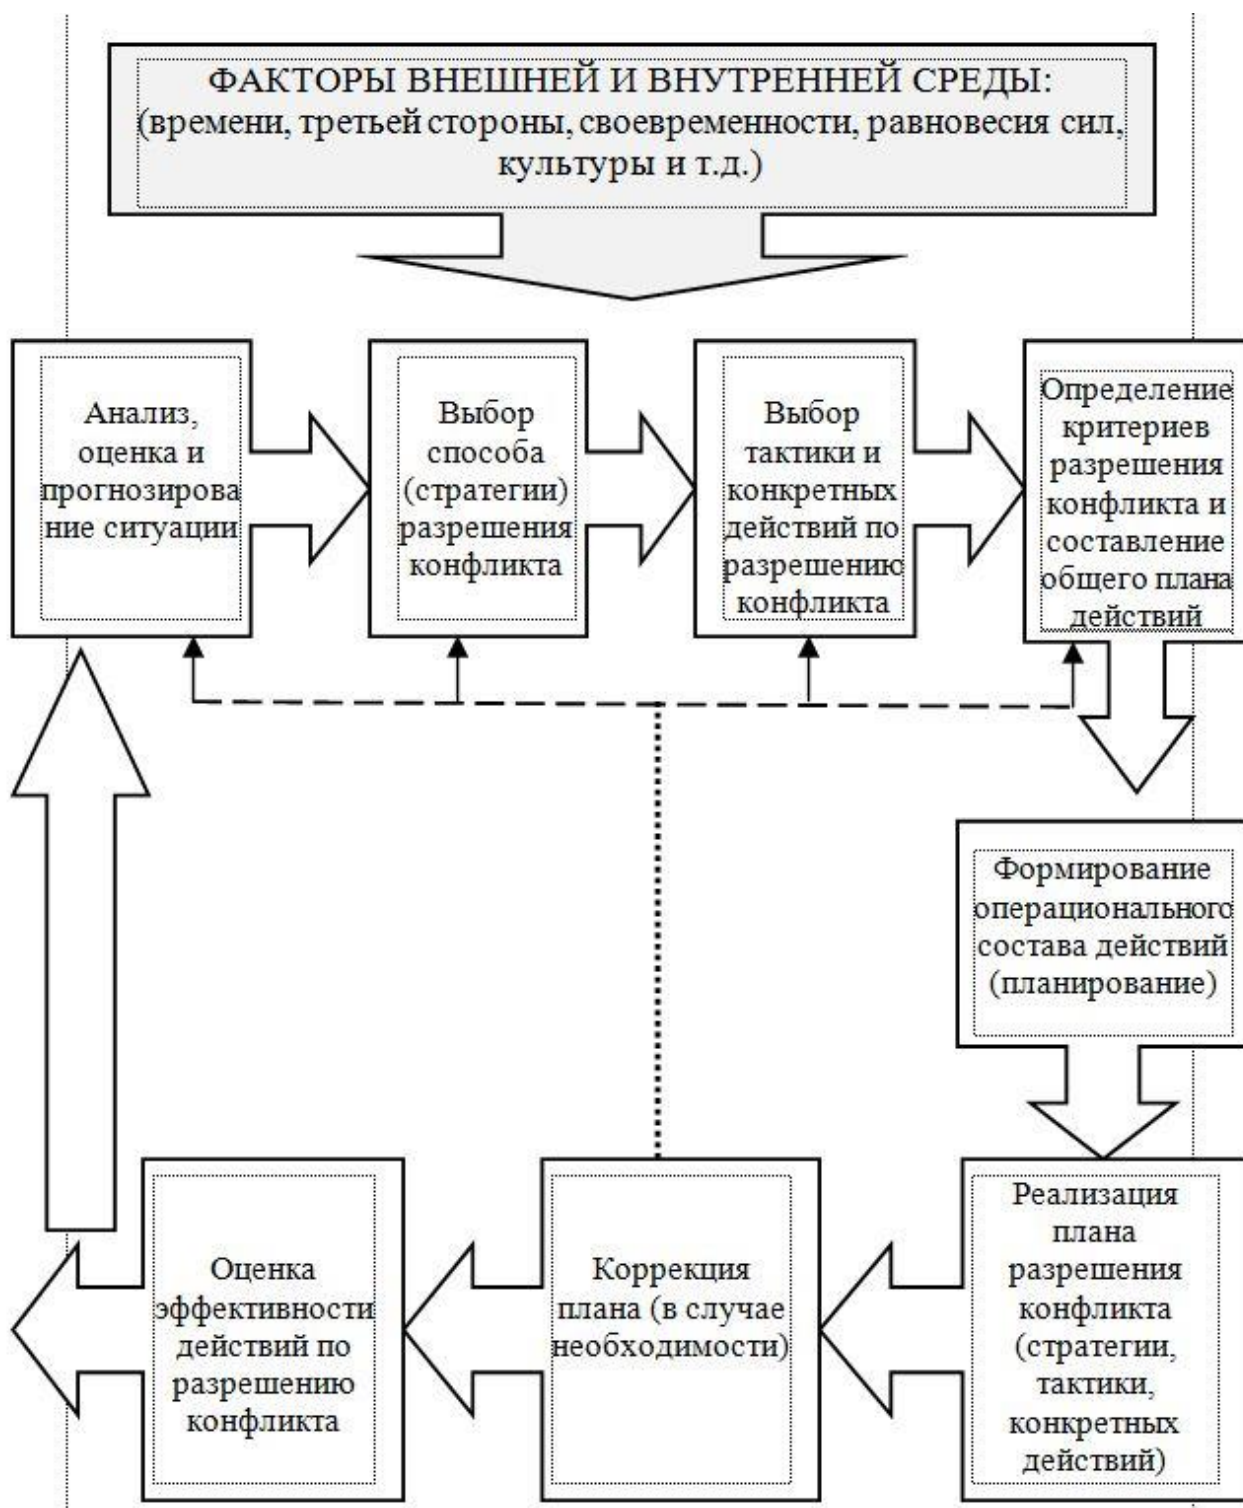 ФАКТОРЫ ВНЕШНЕЙ И ВНУТРЕННЕЙ СРЕДЫ:
(времени, третьей стороны, своевременности, равновесия сил,
культуры и т.д.)
Анализ,
оценка и
прогнозирова
ние ситуации
Выбор
способа
(стратегии)
разрешения
конфликта
Выбор
тактики и
конкретных
действий по
разрешению
конфликта
Определение
критериев
разрешения
конфликта и
составление
общего плана
действий
Формирование
операционального
состава действий
(планирование)
Реализация
плана
разрешения
конфликта
(стратегии,
тактики,
конкретных
действий)
Коррекция
плана (в случае
необходимости)
Оценка
эффективности
действий по
разрешению
конфликта